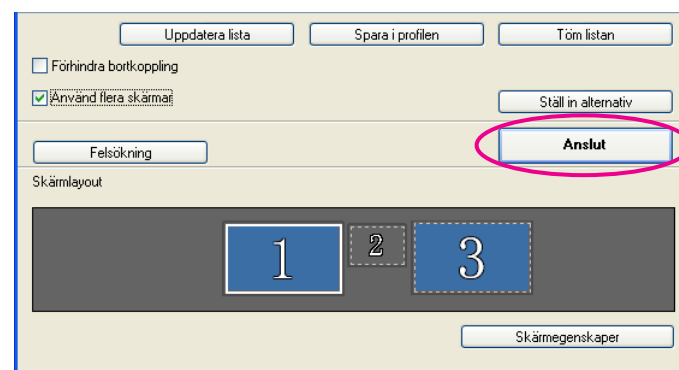 Uppdatera lista Spara i profilen Töm listan
Förhindra bortkoppling
Använd flera skärmar Ställ in alternativ
Felsökning Anslut
Skärmlayout
1 2 3
Skärmegenskaper